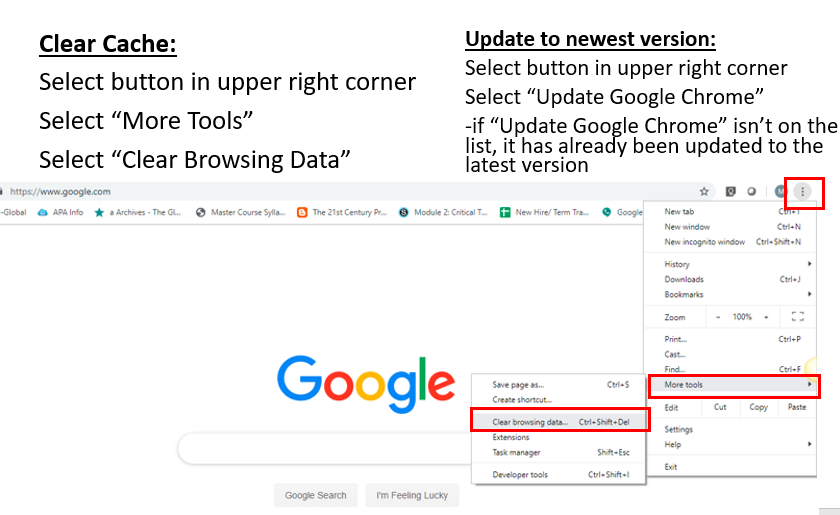 Clear Cache:
Select button in upper right corner
Select “More Tools”
Select “Clear Browsing Data”
Update to newest version:
Select button in upper right corner
Select “Update Google Chrome”
-if “Update Google Chrome” isn’t on the
list, it has already been updated to the
latest version
https://www.google.com
M
-Global APA Info a Archives - The Gl... Master Course Sylla... The 21st Century Pr... Module 2: Critical T... New Hire/ Term Tra... Google
New tab Ctrl+T
New window Ctrl+N
New incognito window Ctrl+Shift+N
History
Downloads Ctrl+J
Bookmarks
Zoom - 100% +
Print... Ctrl+P
Cast...
Find... Ctrl+F
More tools
Edit Cut Copy Paste
Settings
Help
Exit
Google
Save page as... Ctrl+S
Create shortcut...
Clear browsing data... Ctrl+Shift+Del
Extensions
Task manager Shift+Esc
Developer tools Ctrl+Shift+I
Google Search I'm Feeling Lucky